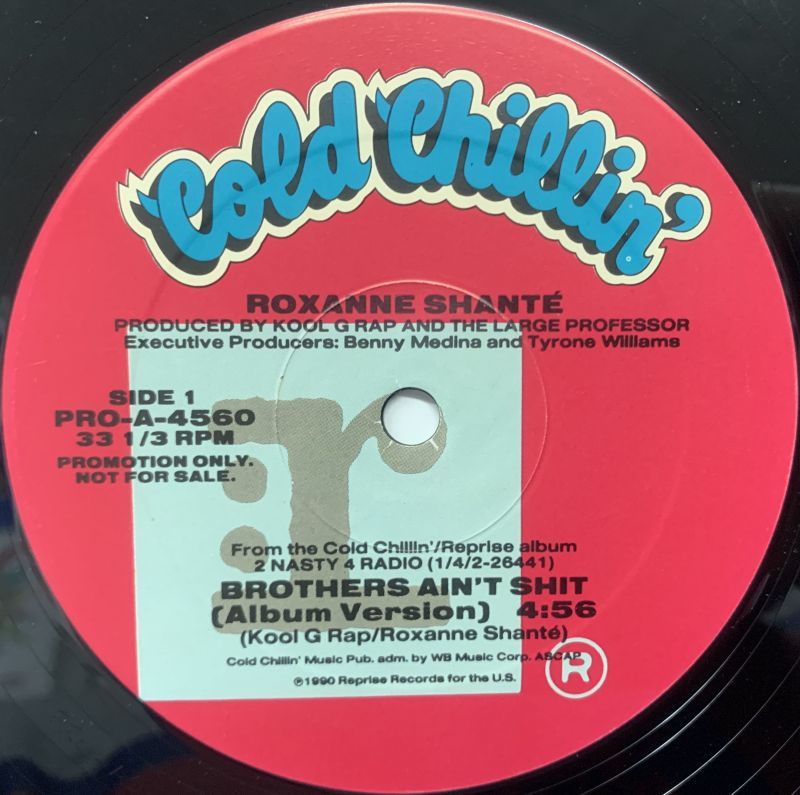 Cold Chillin'
ROXANNE SHANTÉ
PRODUCED BY KOOL G RAP AND THE LARGE PROFESSOR
Executive Producers: Benny Medina and Tyrone Williams
SIDE 1
PRO-A-4560
33 1/3 RPM
PROMOTION ONLY.
NOT FOR SALE.
r:
From the Cold Chillin'/Reprise album
2 NASTY 4 RADIO (1/4/2-26441)
BROTHERS AIN'T SHIT
(Album Version) 4:56
(Kool G Rap/Roxanne Shanté)
Cold Chillin' Music Pub. adm. by WB Music Corp. ASCAP
℗1990 Reprise Records for the U.S.
R